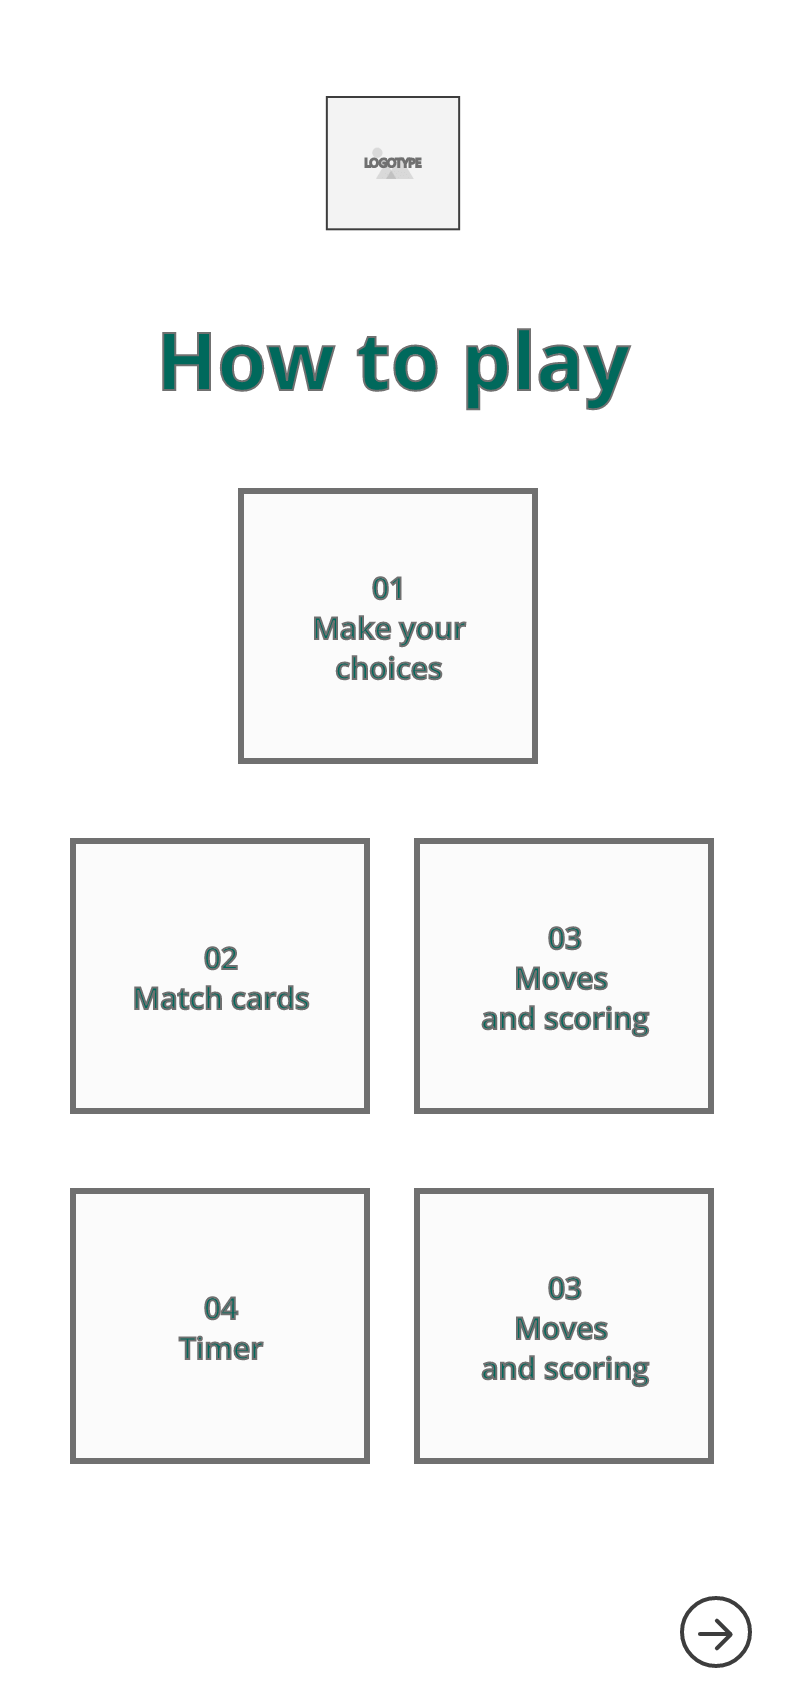 LOGOTYPE
How to play
01
Make your
choices
02
Match cards
03
Moves
and scoring
04
Timer
03
Moves
and scoring